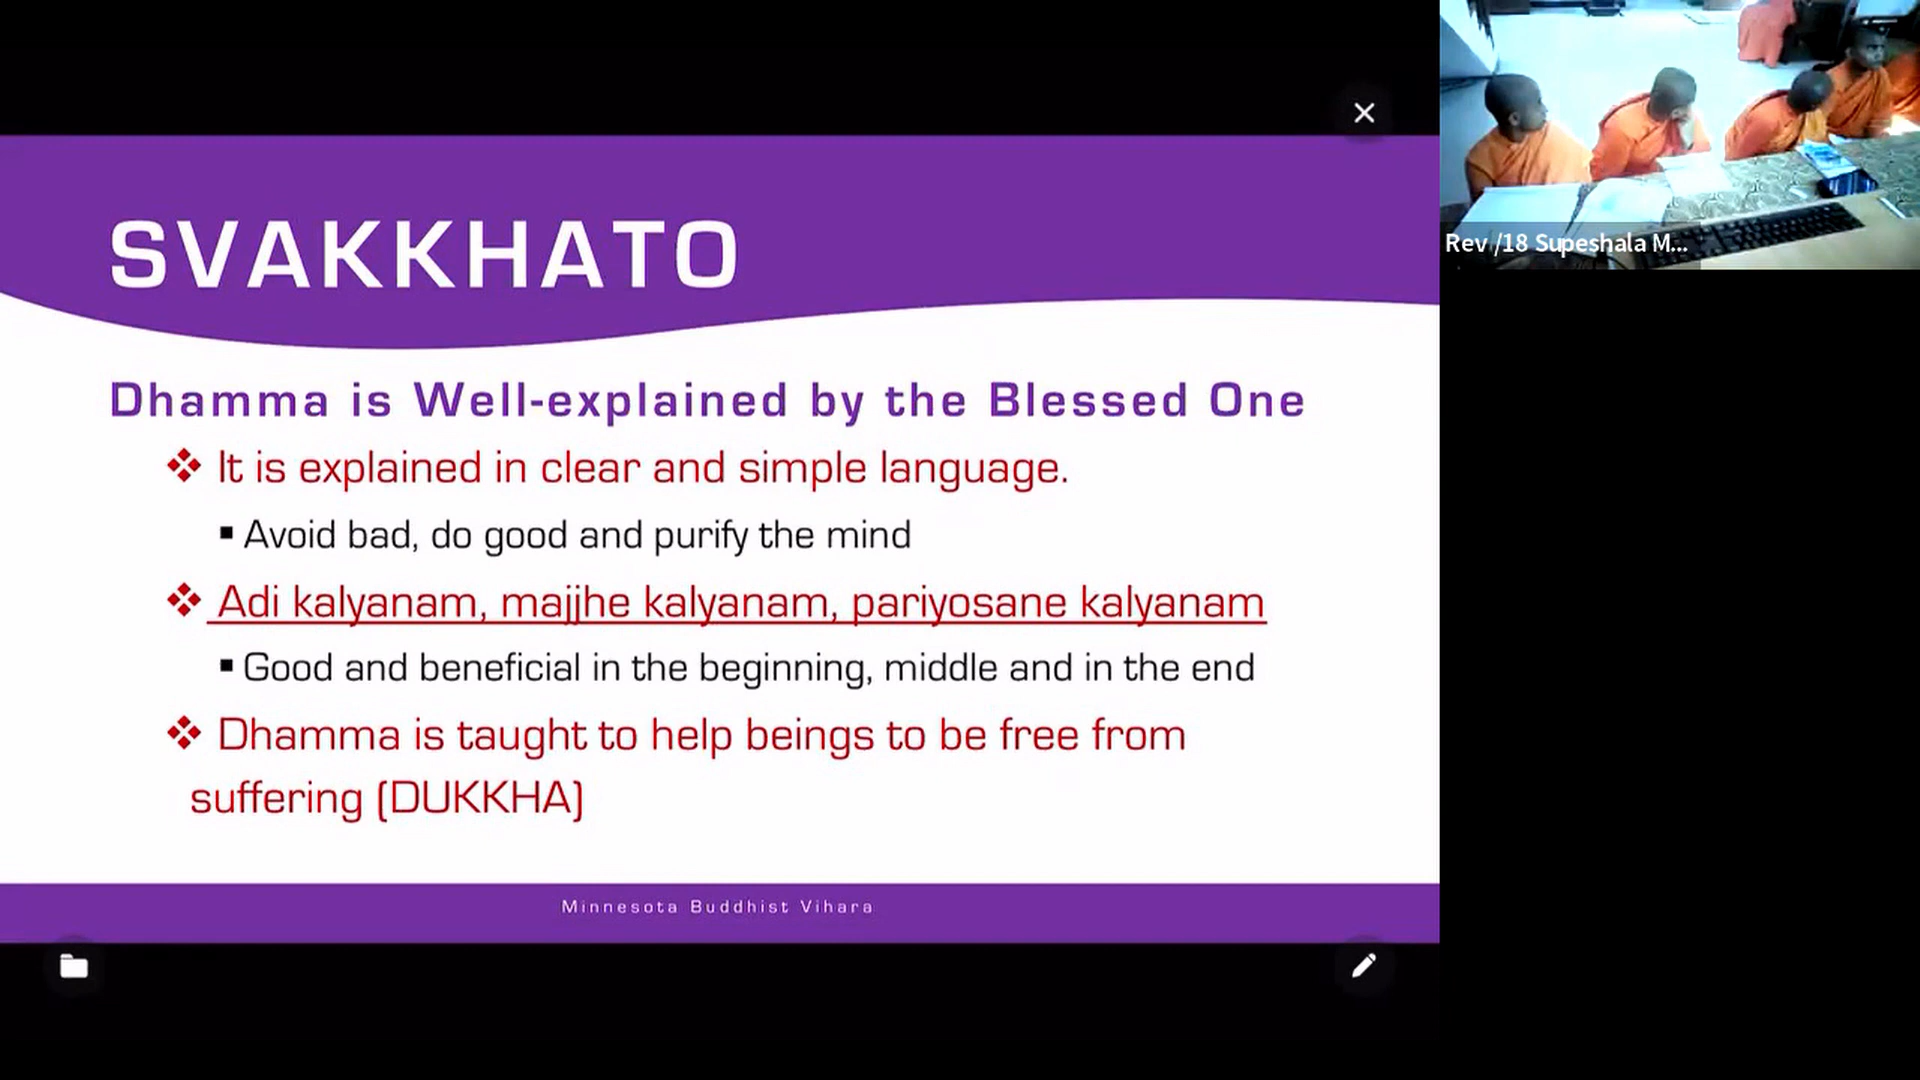 SVAKKHATO
Dhamma is Well-explained by the Blessed One
It is explained in clear and simple language.
Avoid bad, do good and purify the mind
Adi kalyanam, majjhe kalyanam, pariyosane kalyanam
Good and beneficial in the beginning, middle and in the end
Dhamma is taught to help beings to be free from
suffering (DUKKHA)
Minnesota Buddhist Vihara
Rev /18 Supeshala M...